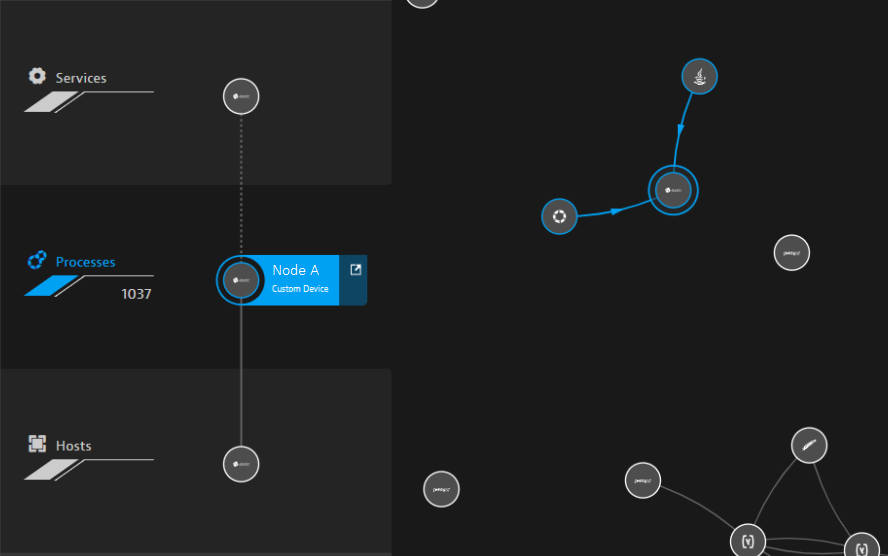 Services
Processes
1037
Node A
Custom Device
Hosts